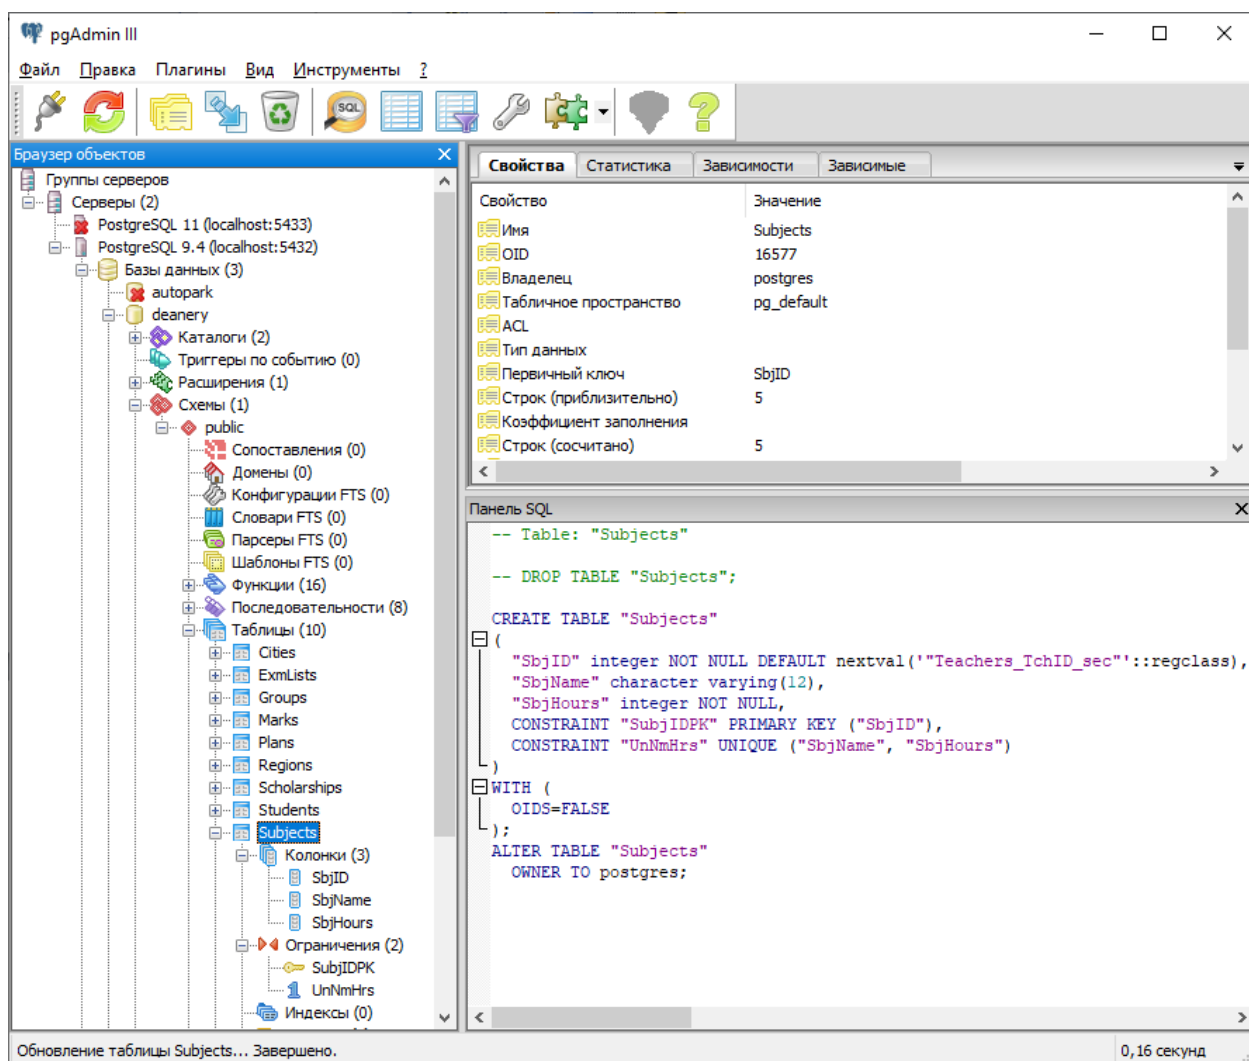 pgAdmin III
Файл Правка Плагины Вид Инструменты ?
SQL
Браузер объектов
Группы серверов
Серверы (2)
PostgreSQL 11 (localhost:5433)
PostgreSQL 9.4 (localhost:5432)
Базы данных (3)
autopark
deanery
Каталоги (2)
Триггеры по событию (0)
Расширения (1)
Схемы (1)
public
Сопоставления (0)
Домены (0)
Конфигурации FTS (0)
Словари FTS (0)
Парсеры FTS (0)
Шаблоны FTS (0)
Функции (16)
Последовательности (8)
Таблицы (10)
Cities
ExmLists
Groups
Marks
Plans
Regions
Scholarships
Students
Subjects
Колонки (3)
SbjID
SbjName
SbjHours
Ограничения (2)
SubjIDPK
UnNmHrs
Индексы (0)
Свойства Статистика Зависимости Зависимые
Свойство Значение
Имя Subjects
OID 16577
Владелец postgres
Табличное пространство pg_default
ACL
Тип данных
Первичный ключ SbjID
Строк (приблизительно) 5
Коэффициент заполнения
Строк (сосчитано) 5
Панель SQL
-- Table: "Subjects"
-- DROP TABLE "Subjects";
CREATE TABLE "Subjects"
(
"SbjID" integer NOT NULL DEFAULT nextval('"Teachers_TchID_sec"'::regclass),
"SbjName" character varying(12),
"SbjHours" integer NOT NULL,
CONSTRAINT "SubjIDPK" PRIMARY KEY ("SbjID"),
CONSTRAINT "UnNmHrs" UNIQUE ("SbjName", "SbjHours")
)
WITH (
OIDS=FALSE
);
ALTER TABLE "Subjects"
OWNER TO postgres;
Обновление таблицы Subjects... Завершено. 0,16 секунд